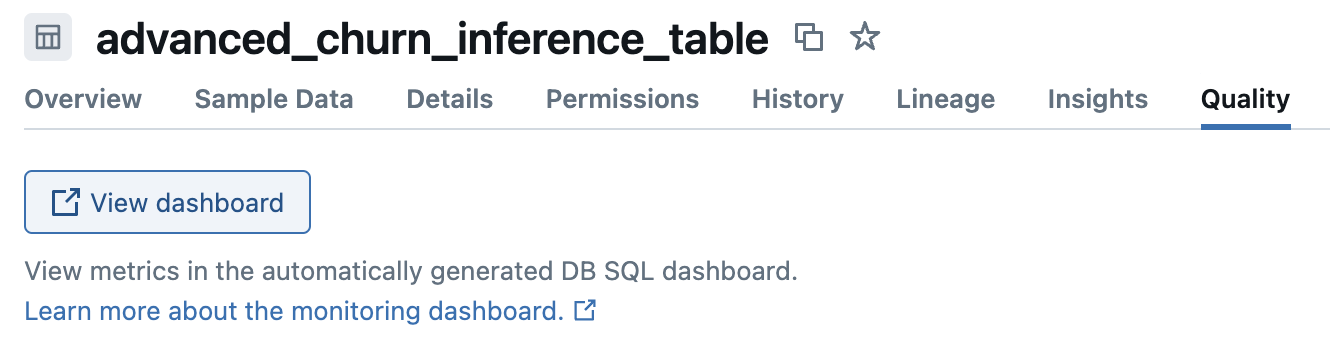 advanced_churn_inference_table
Overview Sample Data Details Permissions History Lineage Insights Quality
View dashboard
View metrics in the automatically generated DB SQL dashboard.
Learn more about the monitoring dashboard.